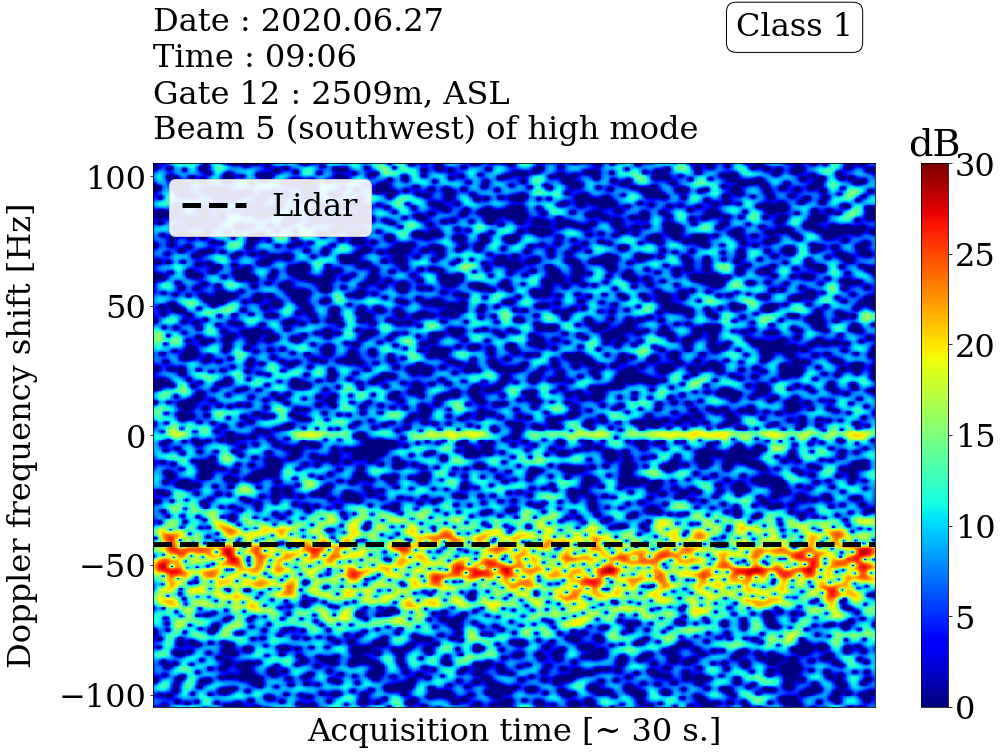 Date : 2020.06.27
Time : 09:06
Gate 12 : 2509m, ASL
Beam 5 (southwest) of high mode
Class 1
dB
Lidar
Doppler frequency shift [Hz]
100
50
0
−50
−100
30
25
20
15
10
5
0
Acquisition time [~ 30 s.]